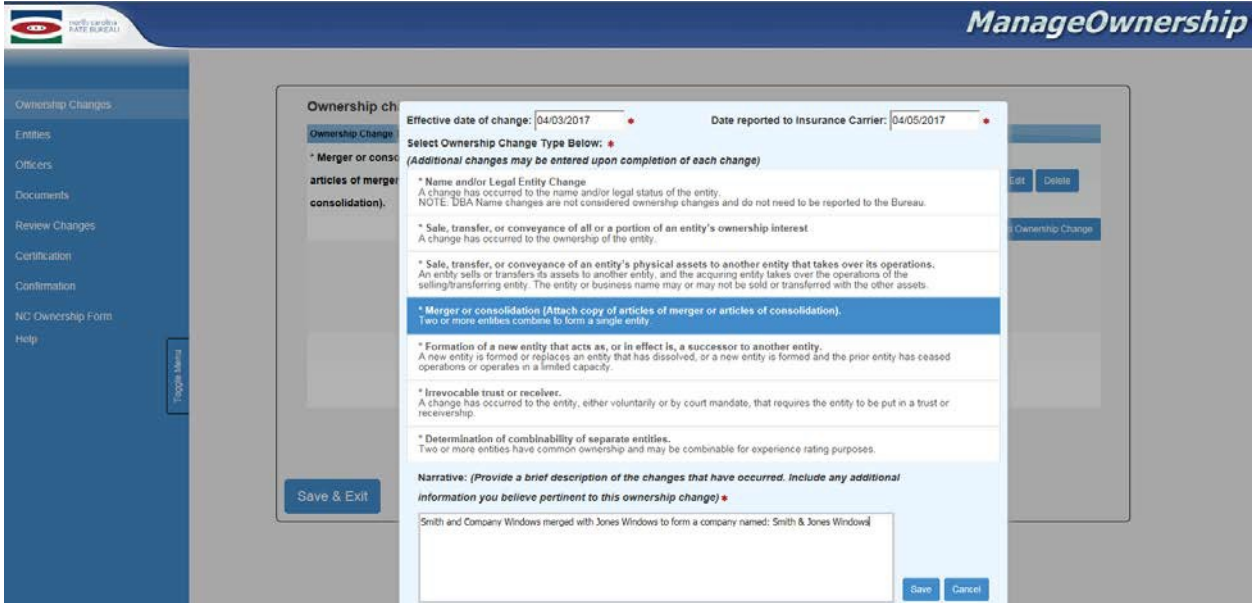 north carolina
RATE BUREAU
ManageOwnership
Ownership Changes
Entities
Officers
Documents
Review Changes
Certification
Confirmation
NC Ownership Form
Help
Toggle Menu
Ownership ch
Ownership Change
* Merger or conso
articles of merger
consolidation).
Edit Delete
Ownership Change
Save & Exit
Effective date of change: 04/03/2017 * Date reported to Insurance Carrier: 04/05/2017 *
Select Ownership Change Type Below: *
(Additional changes may be entered upon completion of each change)
* Name and/or Legal Entity Change
A change has occurred to the name and/or legal status of the entity.
NOTE: DBA Name changes are not considered ownership changes and do not need to be reported to the Bureau.
* Sale, transfer, or conveyance of all or a portion of an entity's ownership interest
A change has occurred to the ownership of the entity.
* Sale, transfer, or conveyance of an entity's physical assets to another entity that takes over its operations.
An entity sells or transfers its assets to another entity, and the acquiring entity takes over the operations of the
selling/transferring entity. The entity or business name may or may not be sold or transferred with the other assets.
* Merger or consolidation (Attach copy of articles of merger or articles of consolidation).
Two or more entities combine to form a single entity.
* Formation of a new entity that acts as, or in effect is, a successor to another entity.
A new entity is formed or replaces an entity that has dissolved, or a new entity is formed and the prior entity has ceased
operations or operates in a limited capacity.
* Irrevocable trust or receiver.
A change has occurred to the entity, either voluntarily or by court mandate, that requires the entity to be put in a trust or
receivership.
* Determination of combinability of separate entities.
Two or more entities have common ownership and may be combinable for experience rating purposes.
Narrative: (Provide a brief description of the changes that have occurred. Include any additional
information you believe pertinent to this ownership change) *
Smith and Company Windows merged with Jones Windows to form a company named: Smith & Jones Windows
Save Cancel